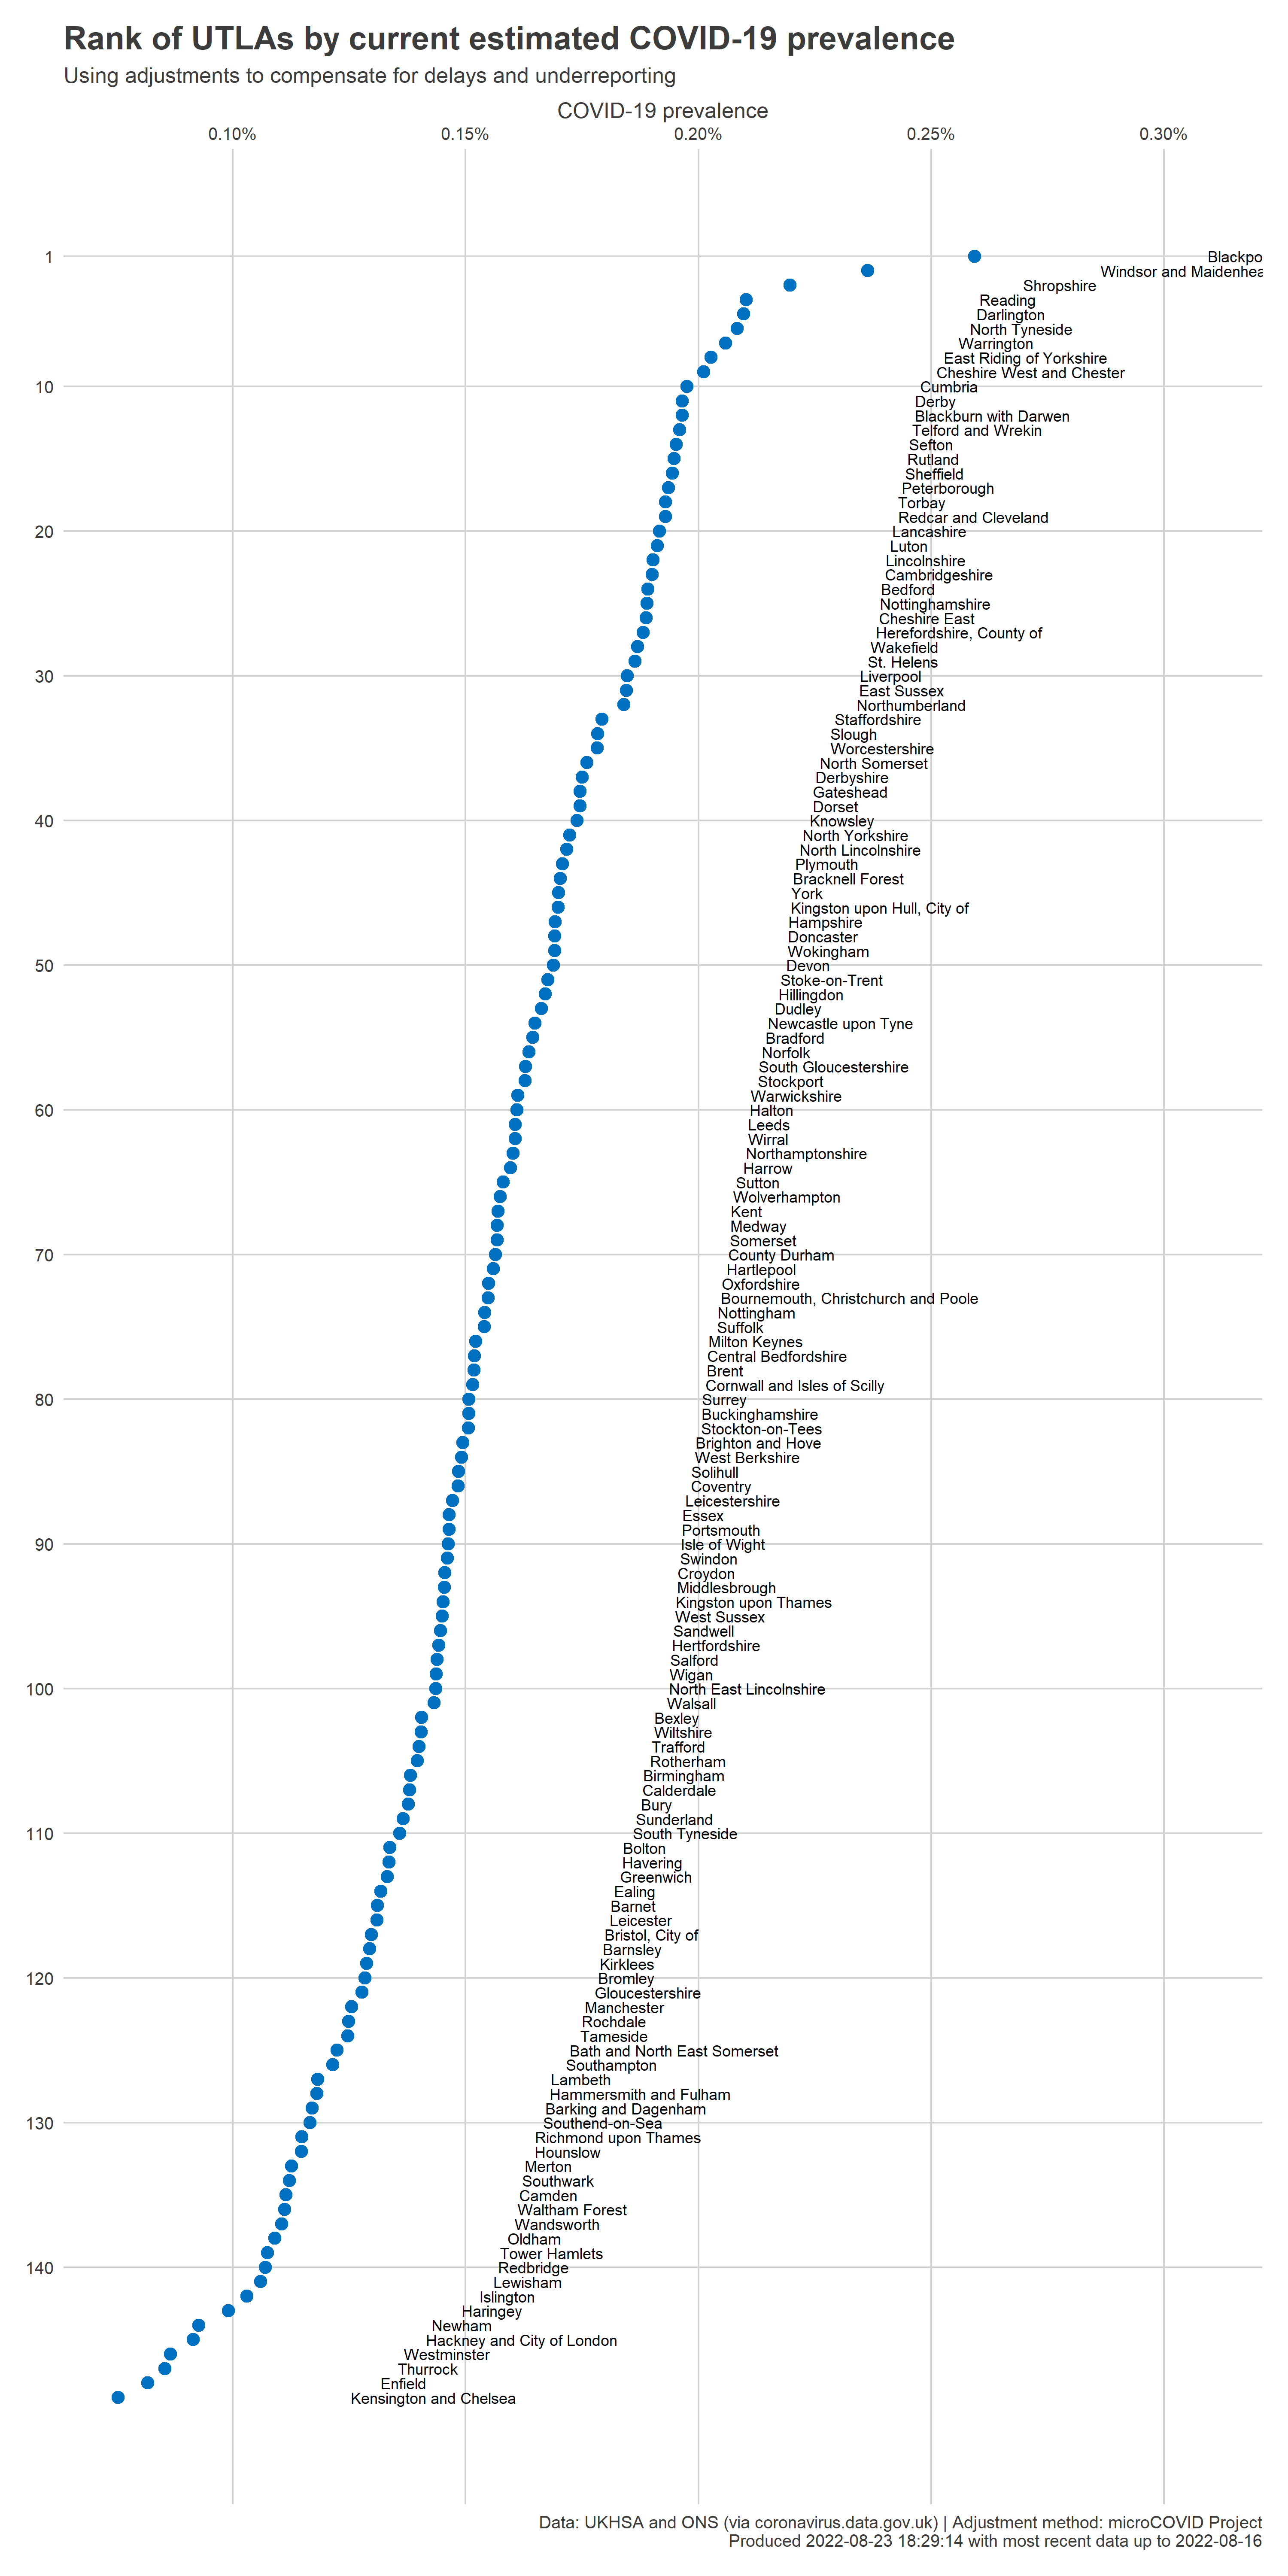 Rank of UTLAs by current estimated COVID-19 prevalence
Using adjustments to compensate for delays and underreporting
COVID-19 prevalence
0.10% 0.15% 0.20% 0.25% 0.30%
1 Blackpo
Windsor and Maidenhea
Shropshire
Reading
Darlington
North Tyneside
Warrington
East Riding of Yorkshire
Cheshire West and Chester
10 Cumbria
Derby
Blackburn with Darwen
Telford and Wrekin
Sefton
Rutland
Sheffield
Peterborough
Torbay
Redcar and Cleveland
20 Lancashire
Luton
Lincolnshire
Cambridgeshire
Bedford
Nottinghamshire
Cheshire East
Herefordshire, County of
Wakefield
St. Helens
30 Liverpool
East Sussex
Northumberland
Staffordshire
Slough
Worcestershire
North Somerset
Derbyshire
Gateshead
Dorset
40 Knowsley
North Yorkshire
North Lincolnshire
Plymouth
Bracknell Forest
York
Kingston upon Hull, City of
Hampshire
Doncaster
Wokingham
50 Devon
Stoke-on-Trent
Hillingdon
Dudley
Newcastle upon Tyne
Bradford
Norfolk
South Gloucestershire
Stockport
Warwickshire
60 Halton
Leeds
Wirral
Northamptonshire
Harrow
Sutton
Wolverhampton
Kent
Medway
Somerset
70 County Durham
Hartlepool
Oxfordshire
Bournemouth, Christchurch and Poole
Nottingham
Suffolk
Milton Keynes
Central Bedfordshire
Brent
Cornwall and Isles of Scilly
80 Surrey
Buckinghamshire
Stockton-on-Tees
Brighton and Hove
West Berkshire
Solihull
Coventry
Leicestershire
Essex
Portsmouth
90 Isle of Wight
Swindon
Croydon
Middlesbrough
Kingston upon Thames
West Sussex
Sandwell
Hertfordshire
Salford
Wigan
100 North East Lincolnshire
Walsall
Bexley
Wiltshire
Trafford
Rotherham
Birmingham
Calderdale
Bury
Sunderland
110 South Tyneside
Bolton
Havering
Greenwich
Ealing
Barnet
Leicester
Bristol, City of
Barnsley
Kirklees
120 Bromley
Gloucestershire
Manchester
Rochdale
Tameside
Bath and North East Somerset
Southampton
Lambeth
Hammersmith and Fulham
Barking and Dagenham
130 Southend-on-Sea
Richmond upon Thames
Hounslow
Merton
Southwark
Camden
Waltham Forest
Wandsworth
Oldham
Tower Hamlets
140 Redbridge
Lewisham
Islington
Haringey
Newham
Hackney and City of London
Westminster
Thurrock
Enfield
Kensington and Chelsea
Data: UKHSA and ONS (via coronavirus.data.gov.uk) | Adjustment method: microCOVID Project
Produced 2022-08-23 18:29:14 with most recent data up to 2022-08-16